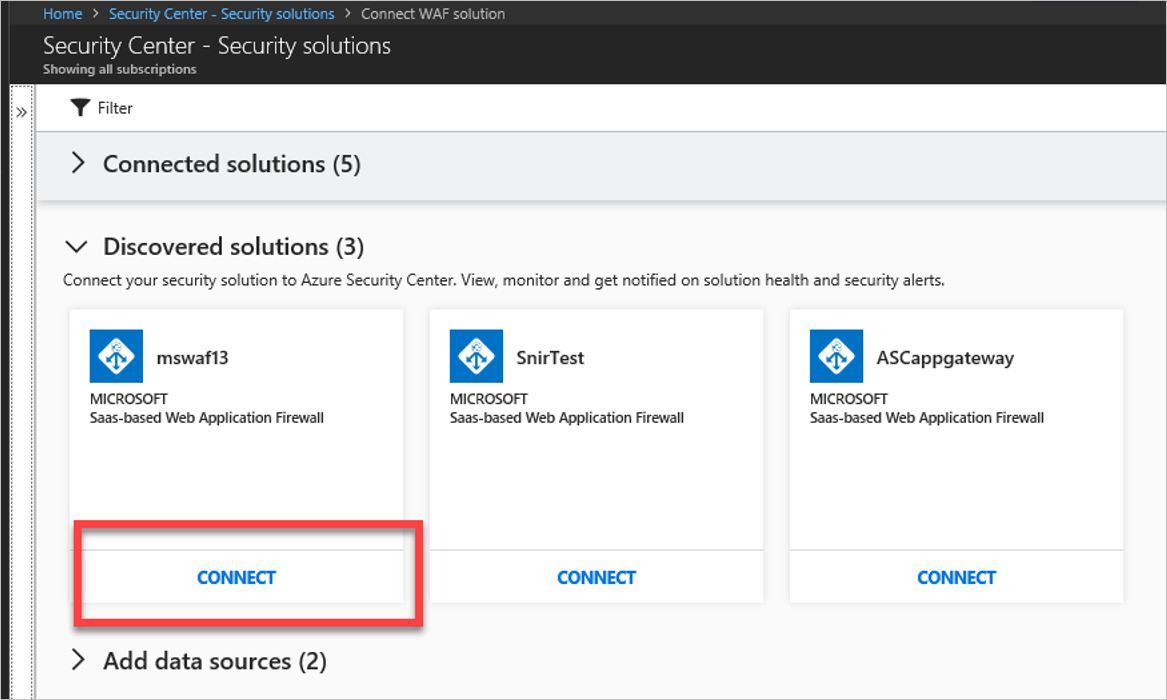 Home > Security Center - Security solutions > Connect WAF solution
Security Center - Security solutions
Showing all subscriptions
» Filter
Connected solutions (5)
Discovered solutions (3)
Connect your security solution to Azure Security Center. View, monitor and get notified on solution health and security alerts.
mswaf13
MICROSOFT
Saas-based Web Application Firewall
CONNECT
SnirTest
MICROSOFT
Saas-based Web Application Firewall
CONNECT
ASCappgateway
MICROSOFT
Saas-based Web Application Firewall
CONNECT
Add data sources (2)